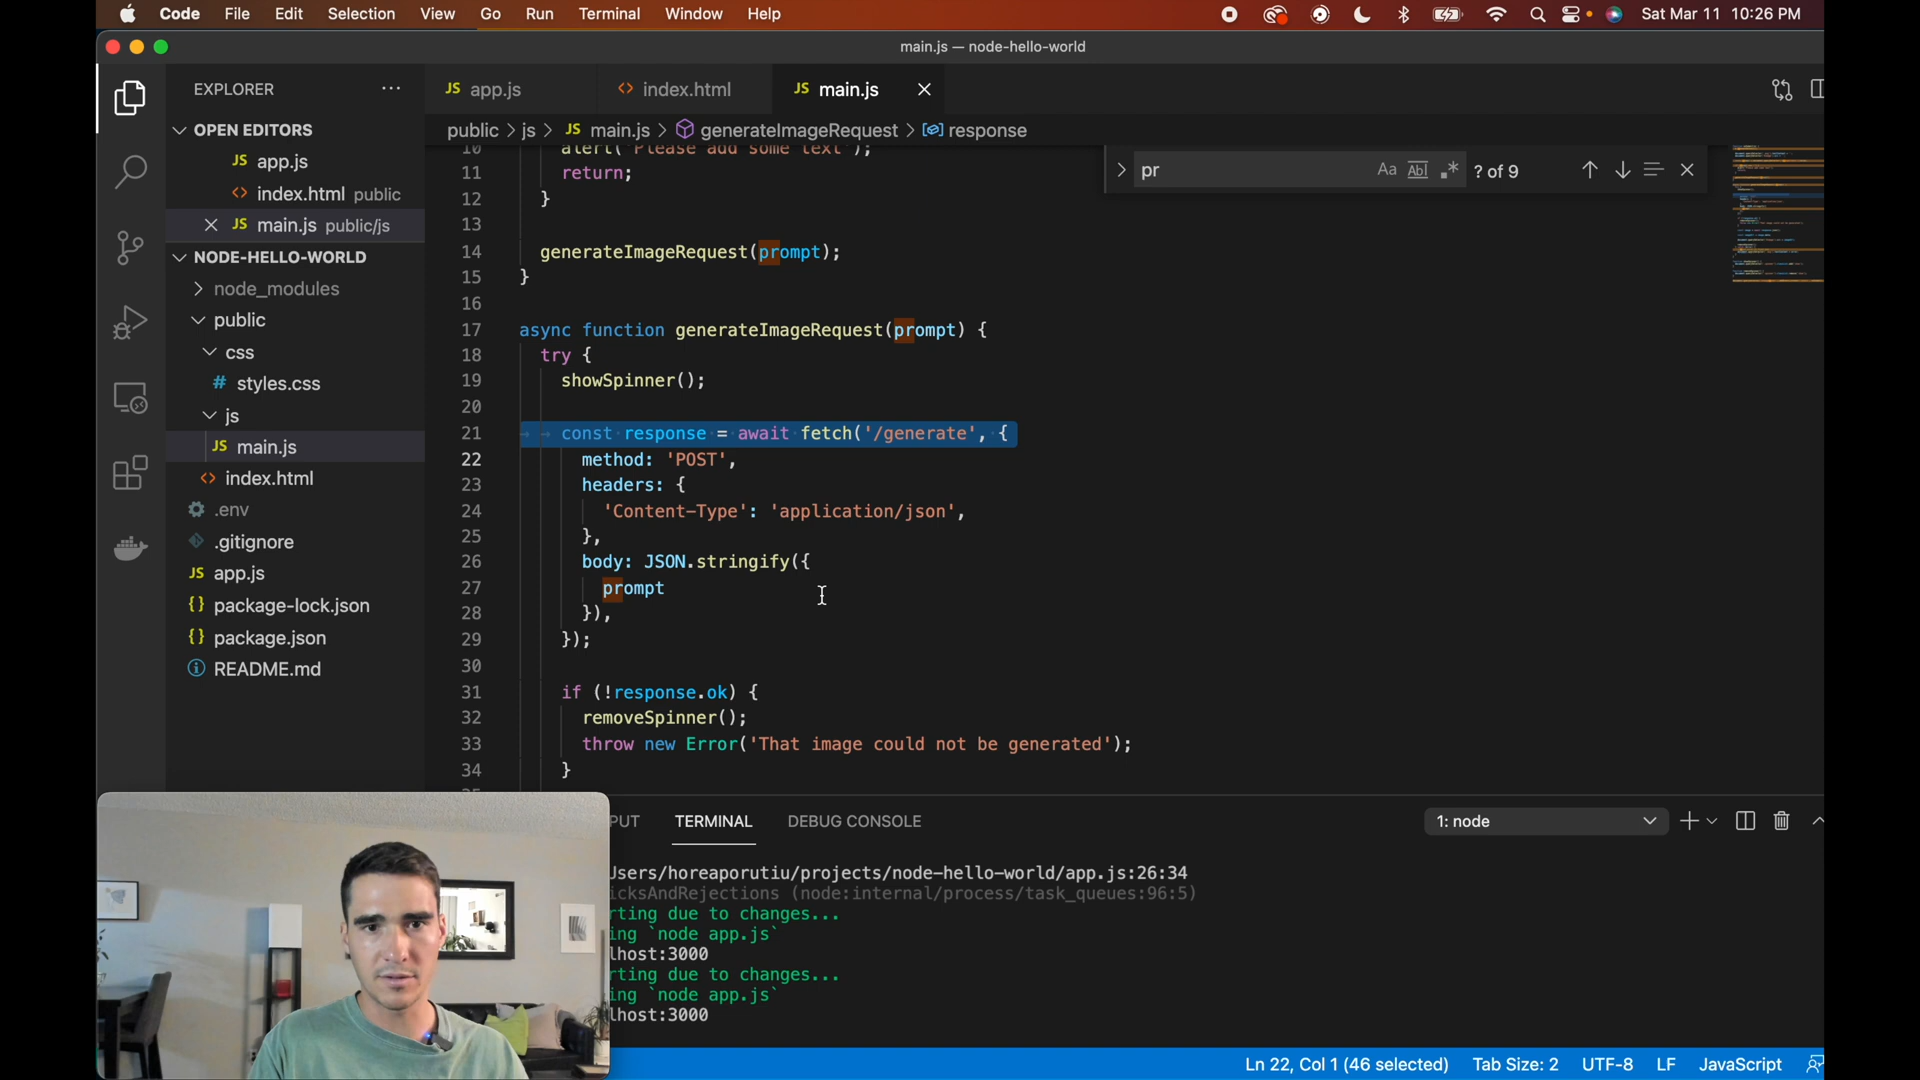 Code File Edit Selection View Go Run Terminal Window Help Sat Mar 11 10:26 PM
main.js — node-hello-world
EXPLORER ···
JS app.js <> index.html JS main.js
OPEN EDITORS
JS app.js
<> index.html public
JS main.js public/js
NODE-HELLO-WORLD
node_modules
public
css
# styles.css
js
JS main.js
<> index.html
.env
.gitignore
JS app.js
{} package-lock.json
{} package.json
README.md
public > js > JS main.js > generateImageRequest > response
pr Aa Abl .* ? of 9
10 alert('Please add some text');
11 return;
12 }
13
14 generateImageRequest(prompt);
15 }
16
17 async function generateImageRequest(prompt) {
18 try {
19 showSpinner();
20
21 const response = await fetch('/generate', {
22 method: 'POST',
23 headers: {
24 'Content-Type': 'application/json',
25 },
26 body: JSON.stringify({
27 prompt
28 }),
29 });
30
31 if (!response.ok) {
32 removeSpinner();
33 throw new Error('That image could not be generated');
34 }
PUT TERMINAL DEBUG CONSOLE 1: node
Jsers/horeaporutiu/projects/node-hello-world/app.js:26:34
icksAndRejections (node:internal/process/task_queues:96:5)
rting due to changes...
ing `node app.js`
lhost:3000
rting due to changes...
ing `node app.js`
lhost:3000
Ln 22, Col 1 (46 selected) Tab Size: 2 UTF-8 LF JavaScript